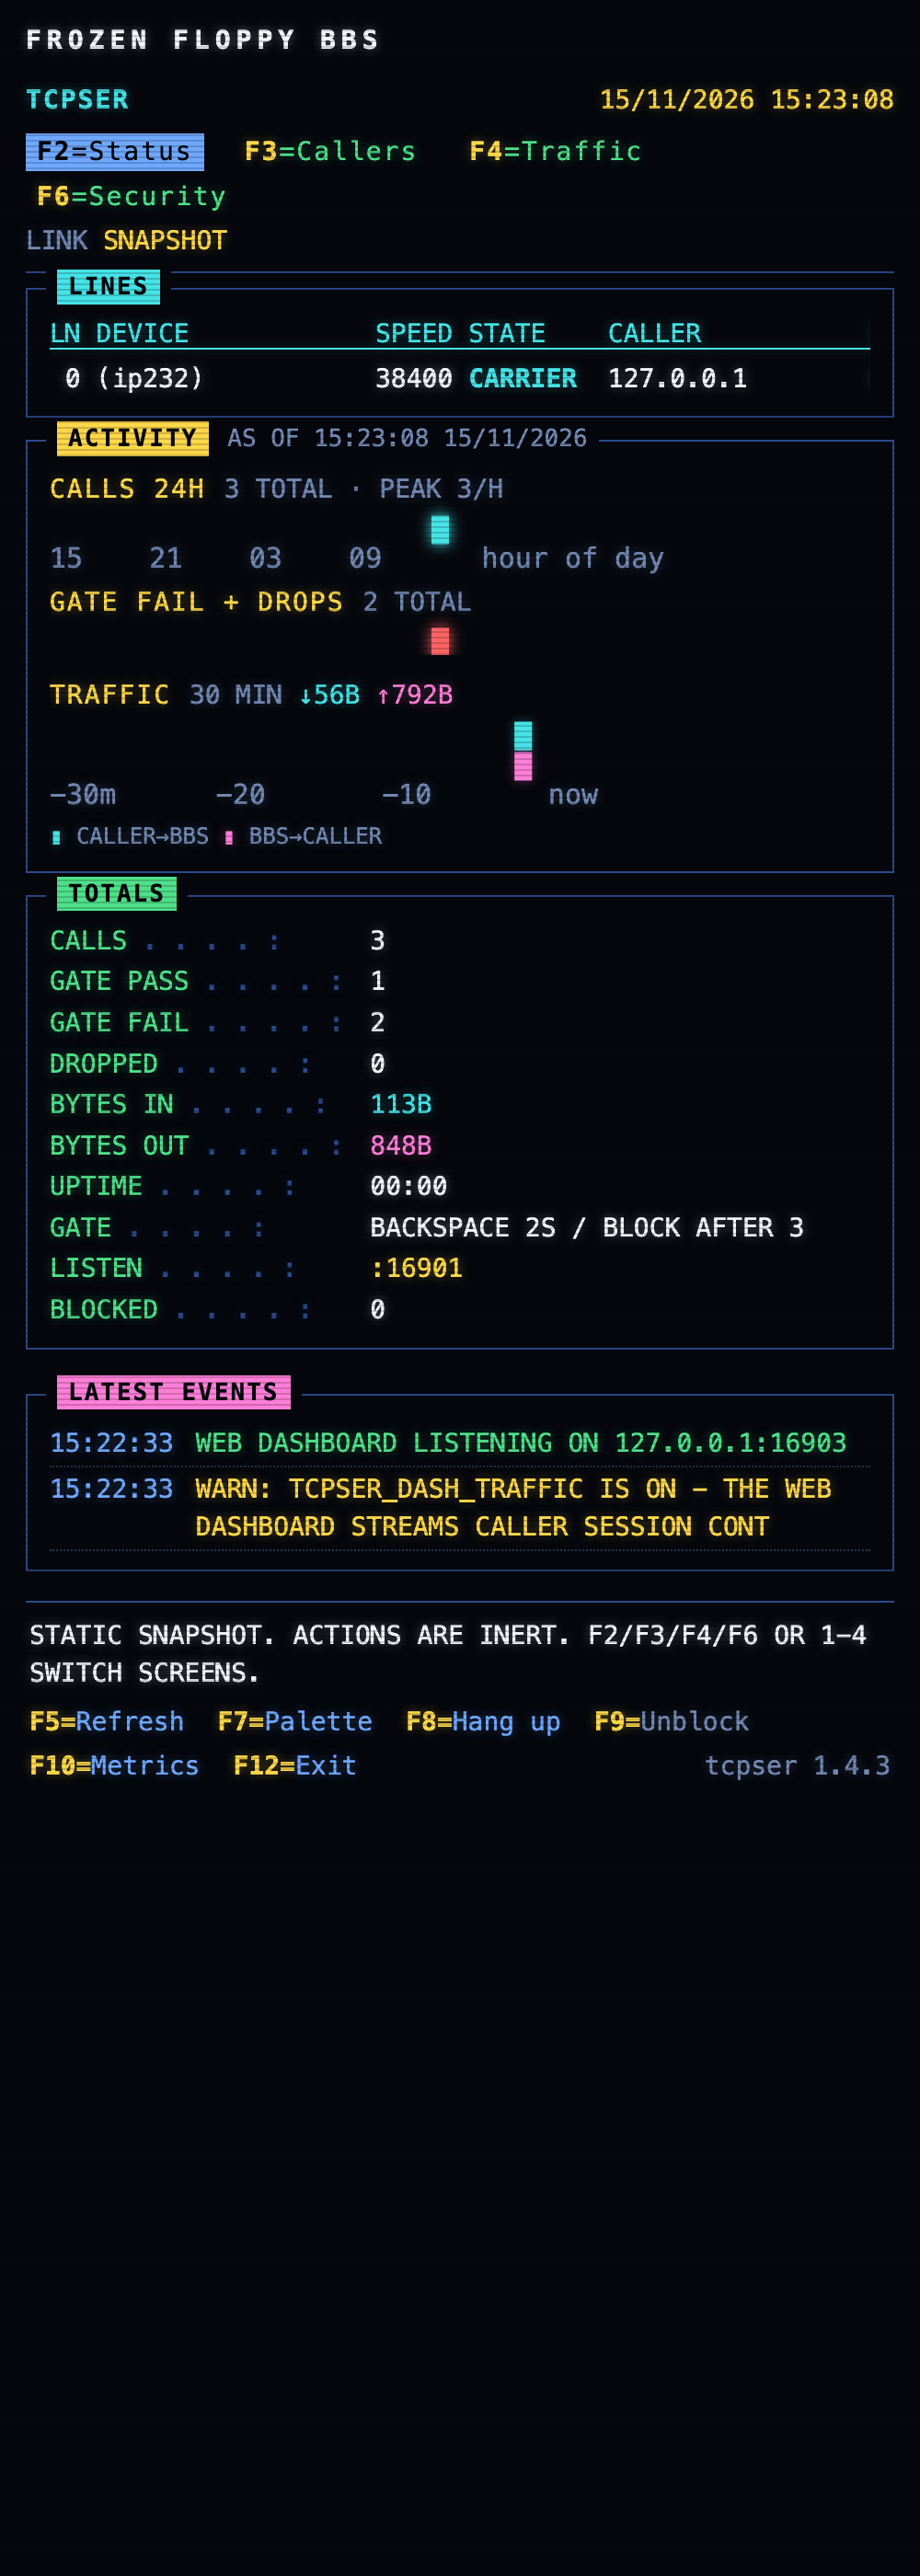 FROZEN FLOPPY BBS
TCPSER 15/11/2026 15:23:08
F2=Status F3=Callers F4=Traffic
F6=Security
LINK SNAPSHOT
LINES
LN DEVICE SPEED STATE CALLER
0 (ip232) 38400 CARRIER 127.0.0.1
ACTIVITY AS OF 15:23:08 15/11/2026
CALLS 24H 3 TOTAL · PEAK 3/H
15 21 03 09 hour of day
GATE FAIL + DROPS 2 TOTAL
TRAFFIC 30 MIN ↓56B ↑792B
−30m −20 −10 now
CALLER→BBS BBS→CALLER
TOTALS
CALLS . . . . : 3
GATE PASS . . . . : 1
GATE FAIL . . . . : 2
DROPPED . . . . : 0
BYTES IN . . . . : 113B
BYTES OUT . . . . : 848B
UPTIME . . . . : 00:00
GATE . . . . : BACKSPACE 2S / BLOCK AFTER 3
LISTEN . . . . : :16901
BLOCKED . . . . : 0
LATEST EVENTS
15:22:33 WEB DASHBOARD LISTENING ON 127.0.0.1:16903
15:22:33 WARN: TCPSER_DASH_TRAFFIC IS ON — THE WEB
DASHBOARD STREAMS CALLER SESSION CONT
STATIC SNAPSHOT. ACTIONS ARE INERT. F2/F3/F4/F6 OR 1–4
SWITCH SCREENS.
F5=Refresh F7=Palette F8=Hang up F9=Unblock
F10=Metrics F12=Exit tcpser 1.4.3